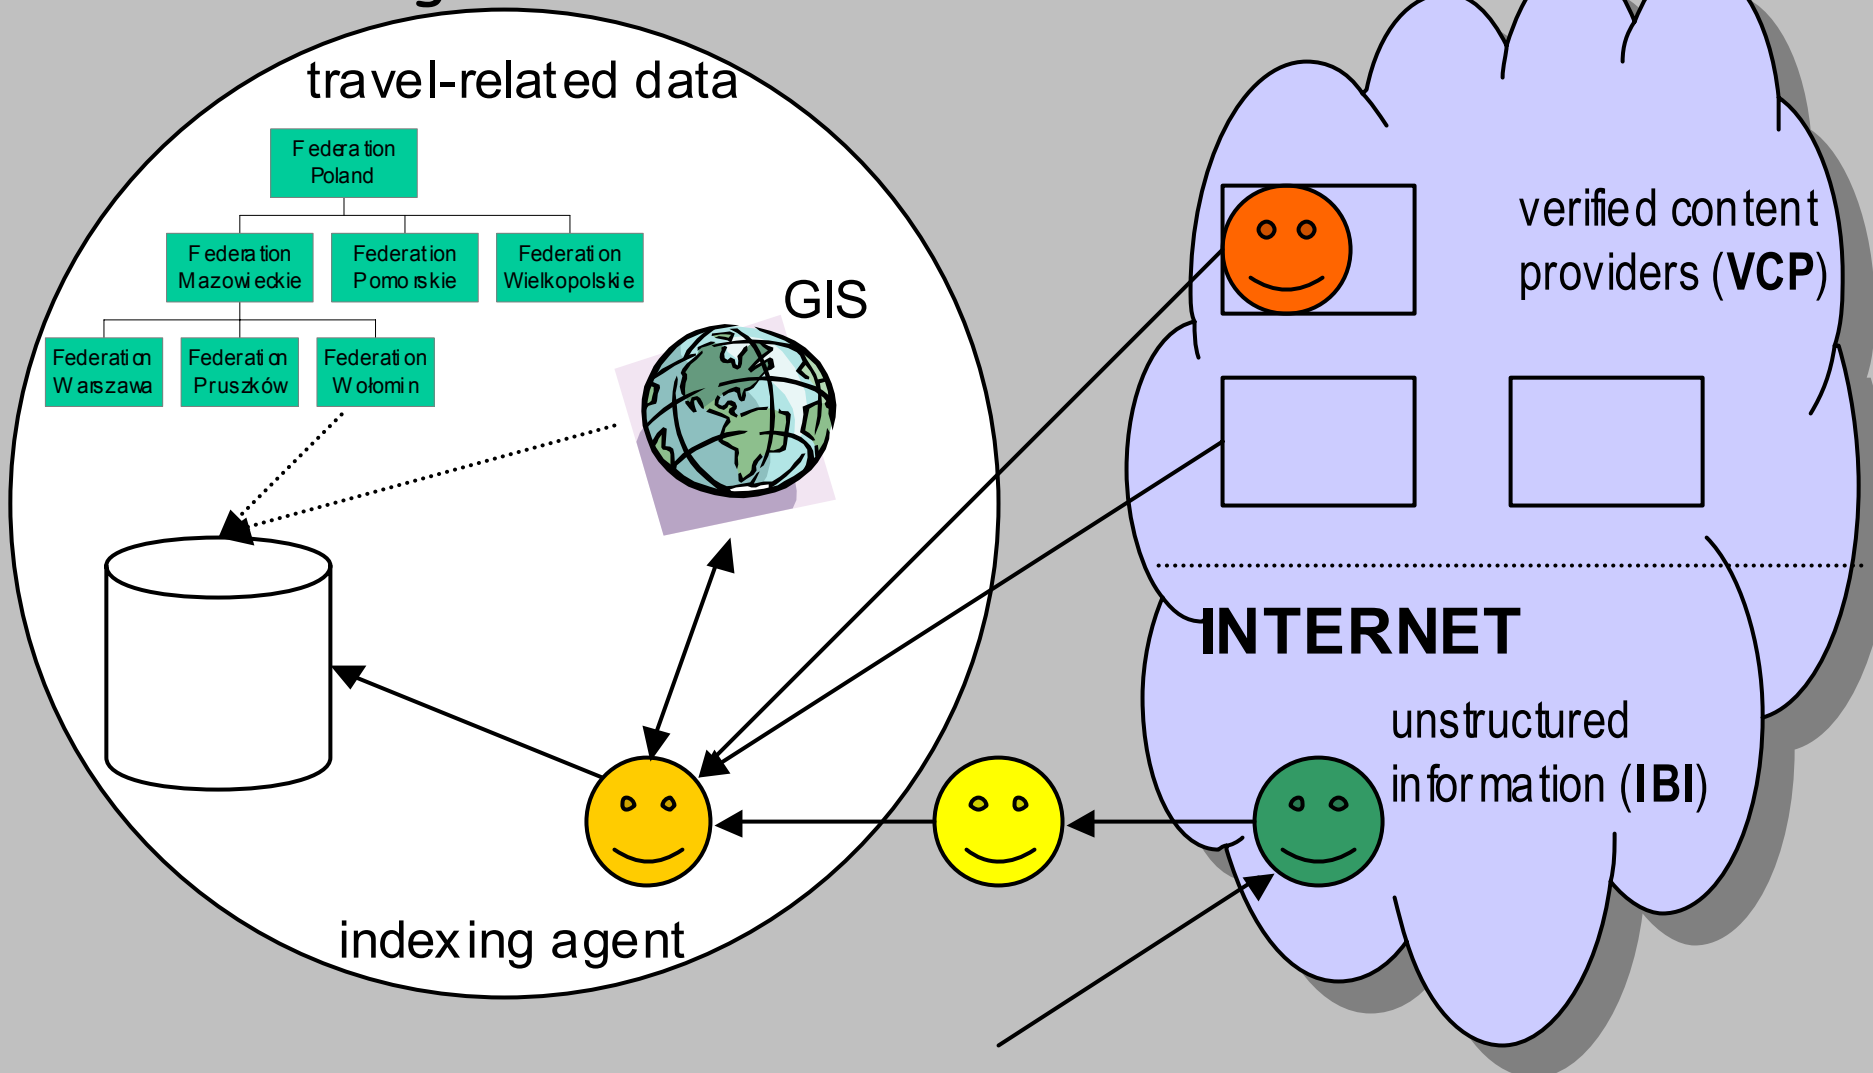 travel-related data
Federation
Poland
Federation
Mazowieckie
Federation
Pomorskie
Federation
Wielkopolskie
Federation
Warszawa
Federation
Pruszków
Federation
Wołomin
GIS
indexing agent
verified content
providers (VCP)
INTERNET
unstructured
information (IBI)